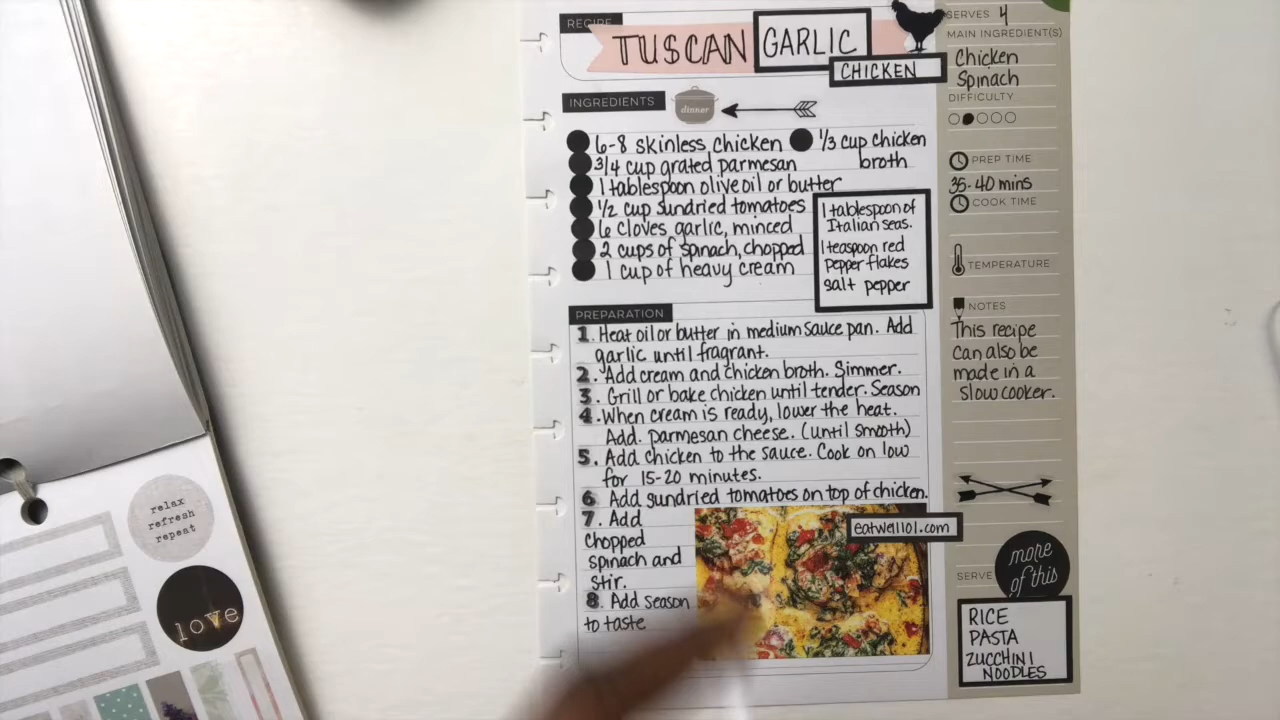 RECIPE
TUSCAN GARLIC
CHICKEN
INGREDIENTS
dinner
6-8 skinless chicken
3/4 cup grated parmesan
1 tablespoon olive oil or butter
1/2 cup sundried tomatoes
6 cloves garlic, minced
2 cups of spinach, chopped
1 cup of heavy cream
1/3 cup chicken
broth
1 tablespoon of
Italian seas.
1 teaspoon red
pepper flakes
salt pepper
PREPARATION
1. Heat oil or butter in medium sauce pan. Add
garlic until fragrant.
2. Add cream and chicken broth. Simmer.
3. Grill or bake chicken until tender. Season
4. When cream is ready, lower the heat.
Add. parmesan cheese. (until smooth)
5. Add chicken to the sauce. Cook on low
for 15-20 minutes.
6. Add sundried tomatoes on top of chicken.
7. Add
chopped
spinach and
stir.
8. Add season
to taste
eatwell101.com
SERVES 4
MAIN INGREDIENT(S)
Chicken
Spinach
DIFFICULTY
PREP TIME
35-40 mins
COOK TIME
TEMPERATURE
NOTES
This recipe
can also be
made in a
slow cooker.
more
of this
SERVE
RICE
PASTA
ZUCCHINI
NOODLES
relax
refresh
repeat
love